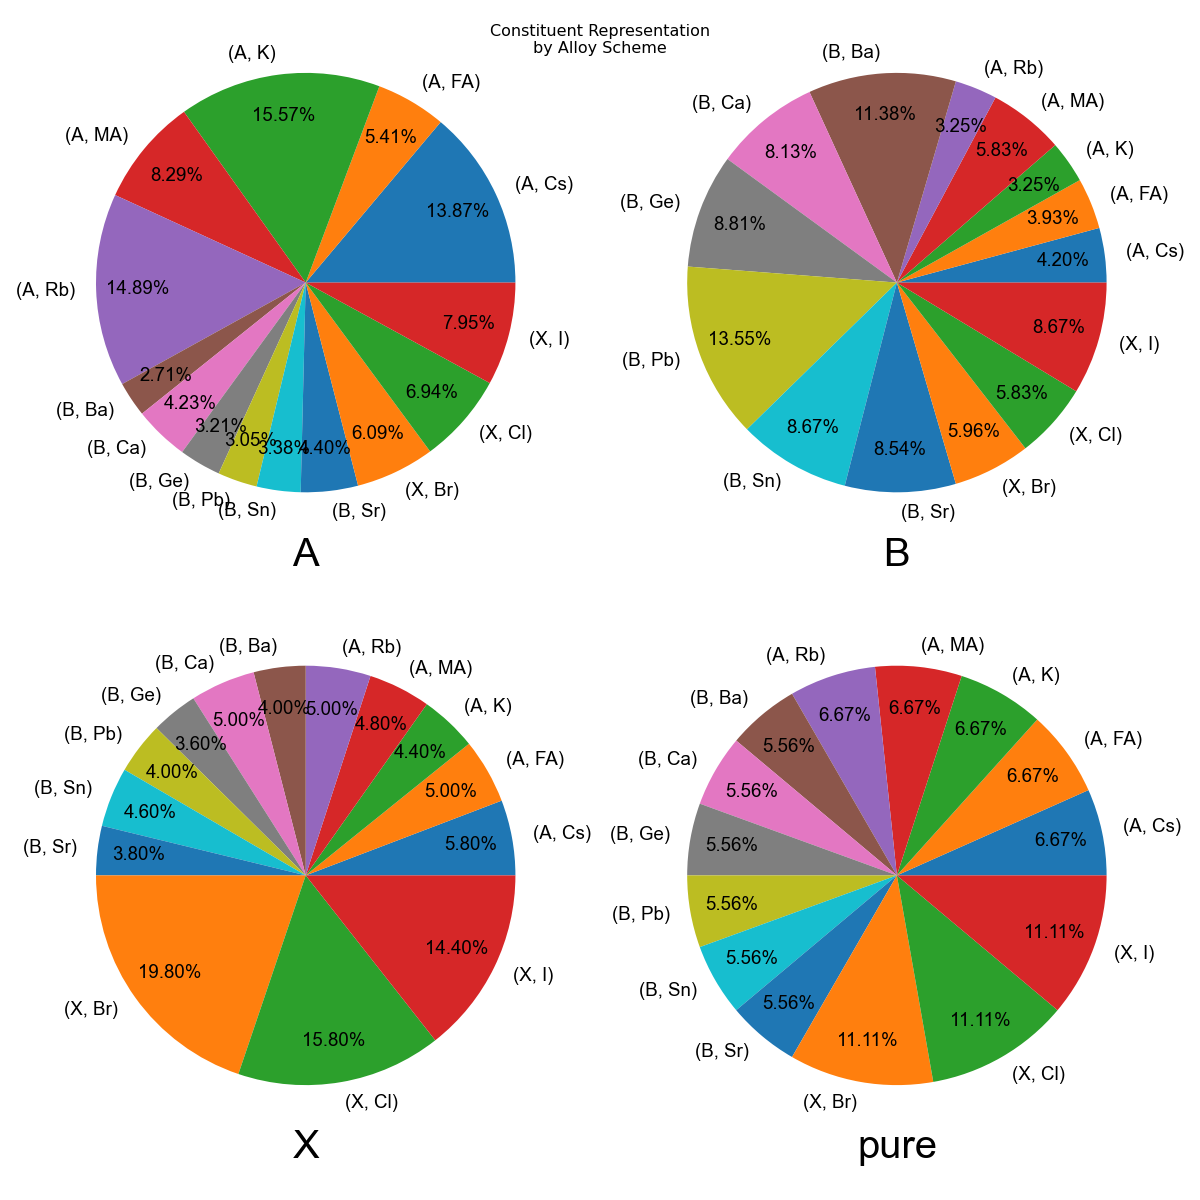 Constituent Representation
by Alloy Scheme
(A, Cs)
13.87%
(A, FA)
5.41%
(A, K)
15.57%
(A, MA)
8.29%
(A, Rb)
14.89%
(B, Ba)
2.71%
(B, Ca)
4.23%
(B, Ge)
3.21%
(B, Pb)
3.05%
(B, Sn)
3.38%
(B, Sr)
4.40%
(X, Br)
6.09%
(X, Cl)
6.94%
(X, I)
7.95%
A
(A, Cs)
4.20%
(A, FA)
3.93%
(A, K)
3.25%
(A, MA)
5.83%
(A, Rb)
3.25%
(B, Ba)
11.38%
(B, Ca)
8.13%
(B, Ge)
8.81%
(B, Pb)
13.55%
(B, Sn)
8.67%
(B, Sr)
8.54%
(X, Br)
5.96%
(X, Cl)
5.83%
(X, I)
8.67%
B
(A, Cs)
5.80%
(A, FA)
5.00%
(A, K)
4.40%
(A, MA)
4.80%
(A, Rb)
5.00%
(B, Ba)
4.00%
(B, Ca)
5.00%
(B, Ge)
3.60%
(B, Pb)
4.00%
(B, Sn)
4.60%
(B, Sr)
3.80%
(X, Br)
19.80%
(X, Cl)
15.80%
(X, I)
14.40%
X
(A, Cs)
6.67%
(A, FA)
6.67%
(A, K)
6.67%
(A, MA)
6.67%
(A, Rb)
6.67%
(B, Ba)
5.56%
(B, Ca)
5.56%
(B, Ge)
5.56%
(B, Pb)
5.56%
(B, Sn)
5.56%
(B, Sr)
5.56%
(X, Br)
11.11%
(X, Cl)
11.11%
(X, I)
11.11%
pure